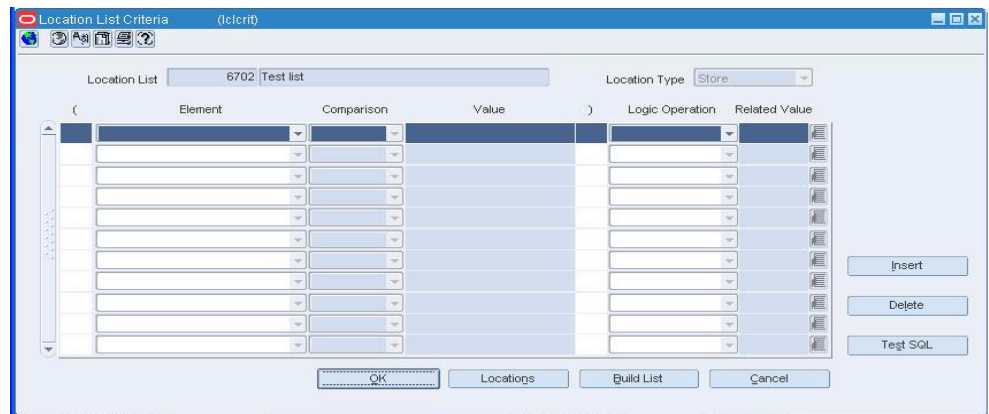 Location List Criteria (lclcrit)
Location List 6702 Test list Location Type Store
( Element Comparison Value ) Logic Operation Related Value
Insert
Delete
Test SQL
OK Locations Build List Cancel